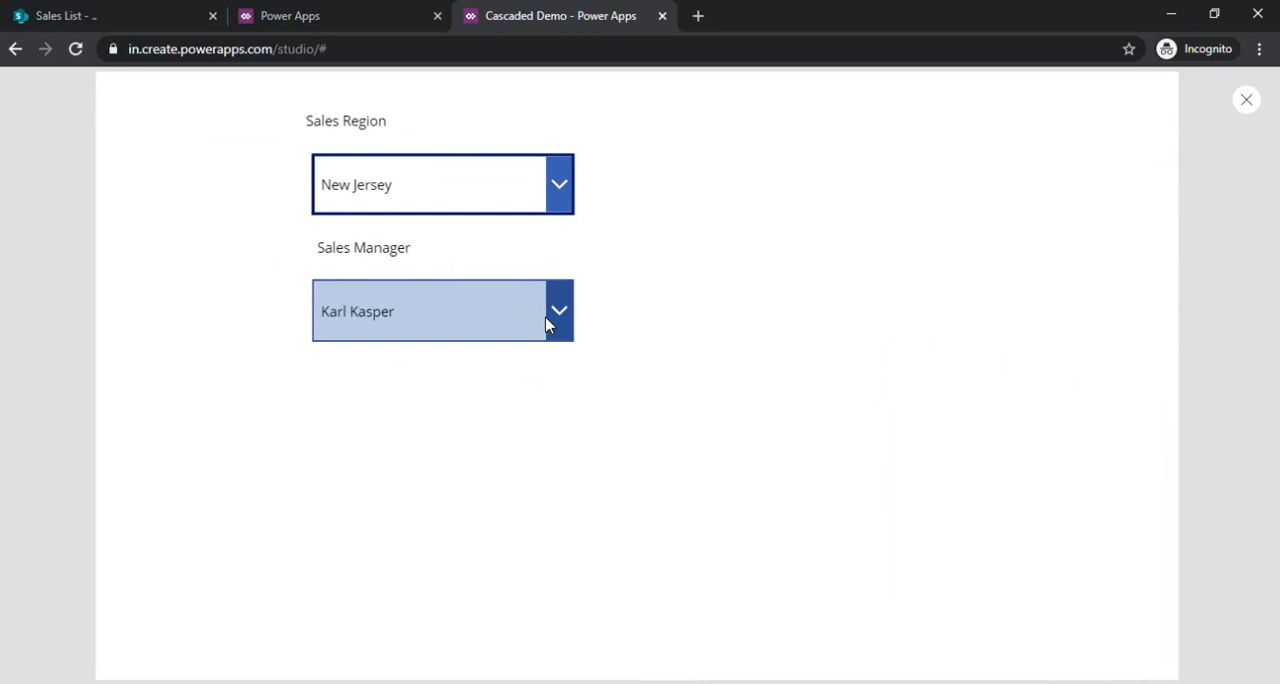 Sales List - ..
Power Apps
Cascaded Demo - Power Apps
in.create.powerapps.com/studio/#
Incognito
Sales Region
New Jersey
Sales Manager
Karl Kasper